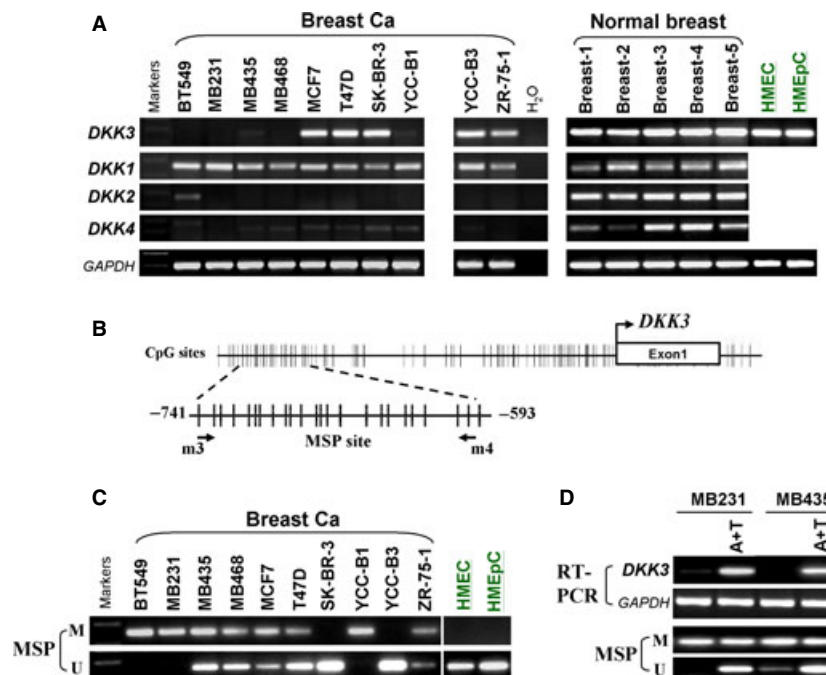 A
Breast Ca
Normal breast
Markers
BT549
MB231
MB435
MB468
MCF7
T47D
SK-BR-3
YCC-B1
YCC-B3
ZR-75-1
H₂O
Breast-1
Breast-2
Breast-3
Breast-4
Breast-5
HMEC
HMEpC
DKK3
DKK1
DKK2
DKK4
GAPDH
B
DKK3
CpG sites
Exon1
−741
−593
MSP site
m3
m4
C
Breast Ca
Markers
BT549
MB231
MB435
MB468
MCF7
T47D
SK-BR-3
YCC-B1
YCC-B3
ZR-75-1
HMEC
HMEpC
MSP
M
U
D
MB231
MB435
A+T
A+T
RT-PCR
DKK3
GAPDH
MSP
M
U